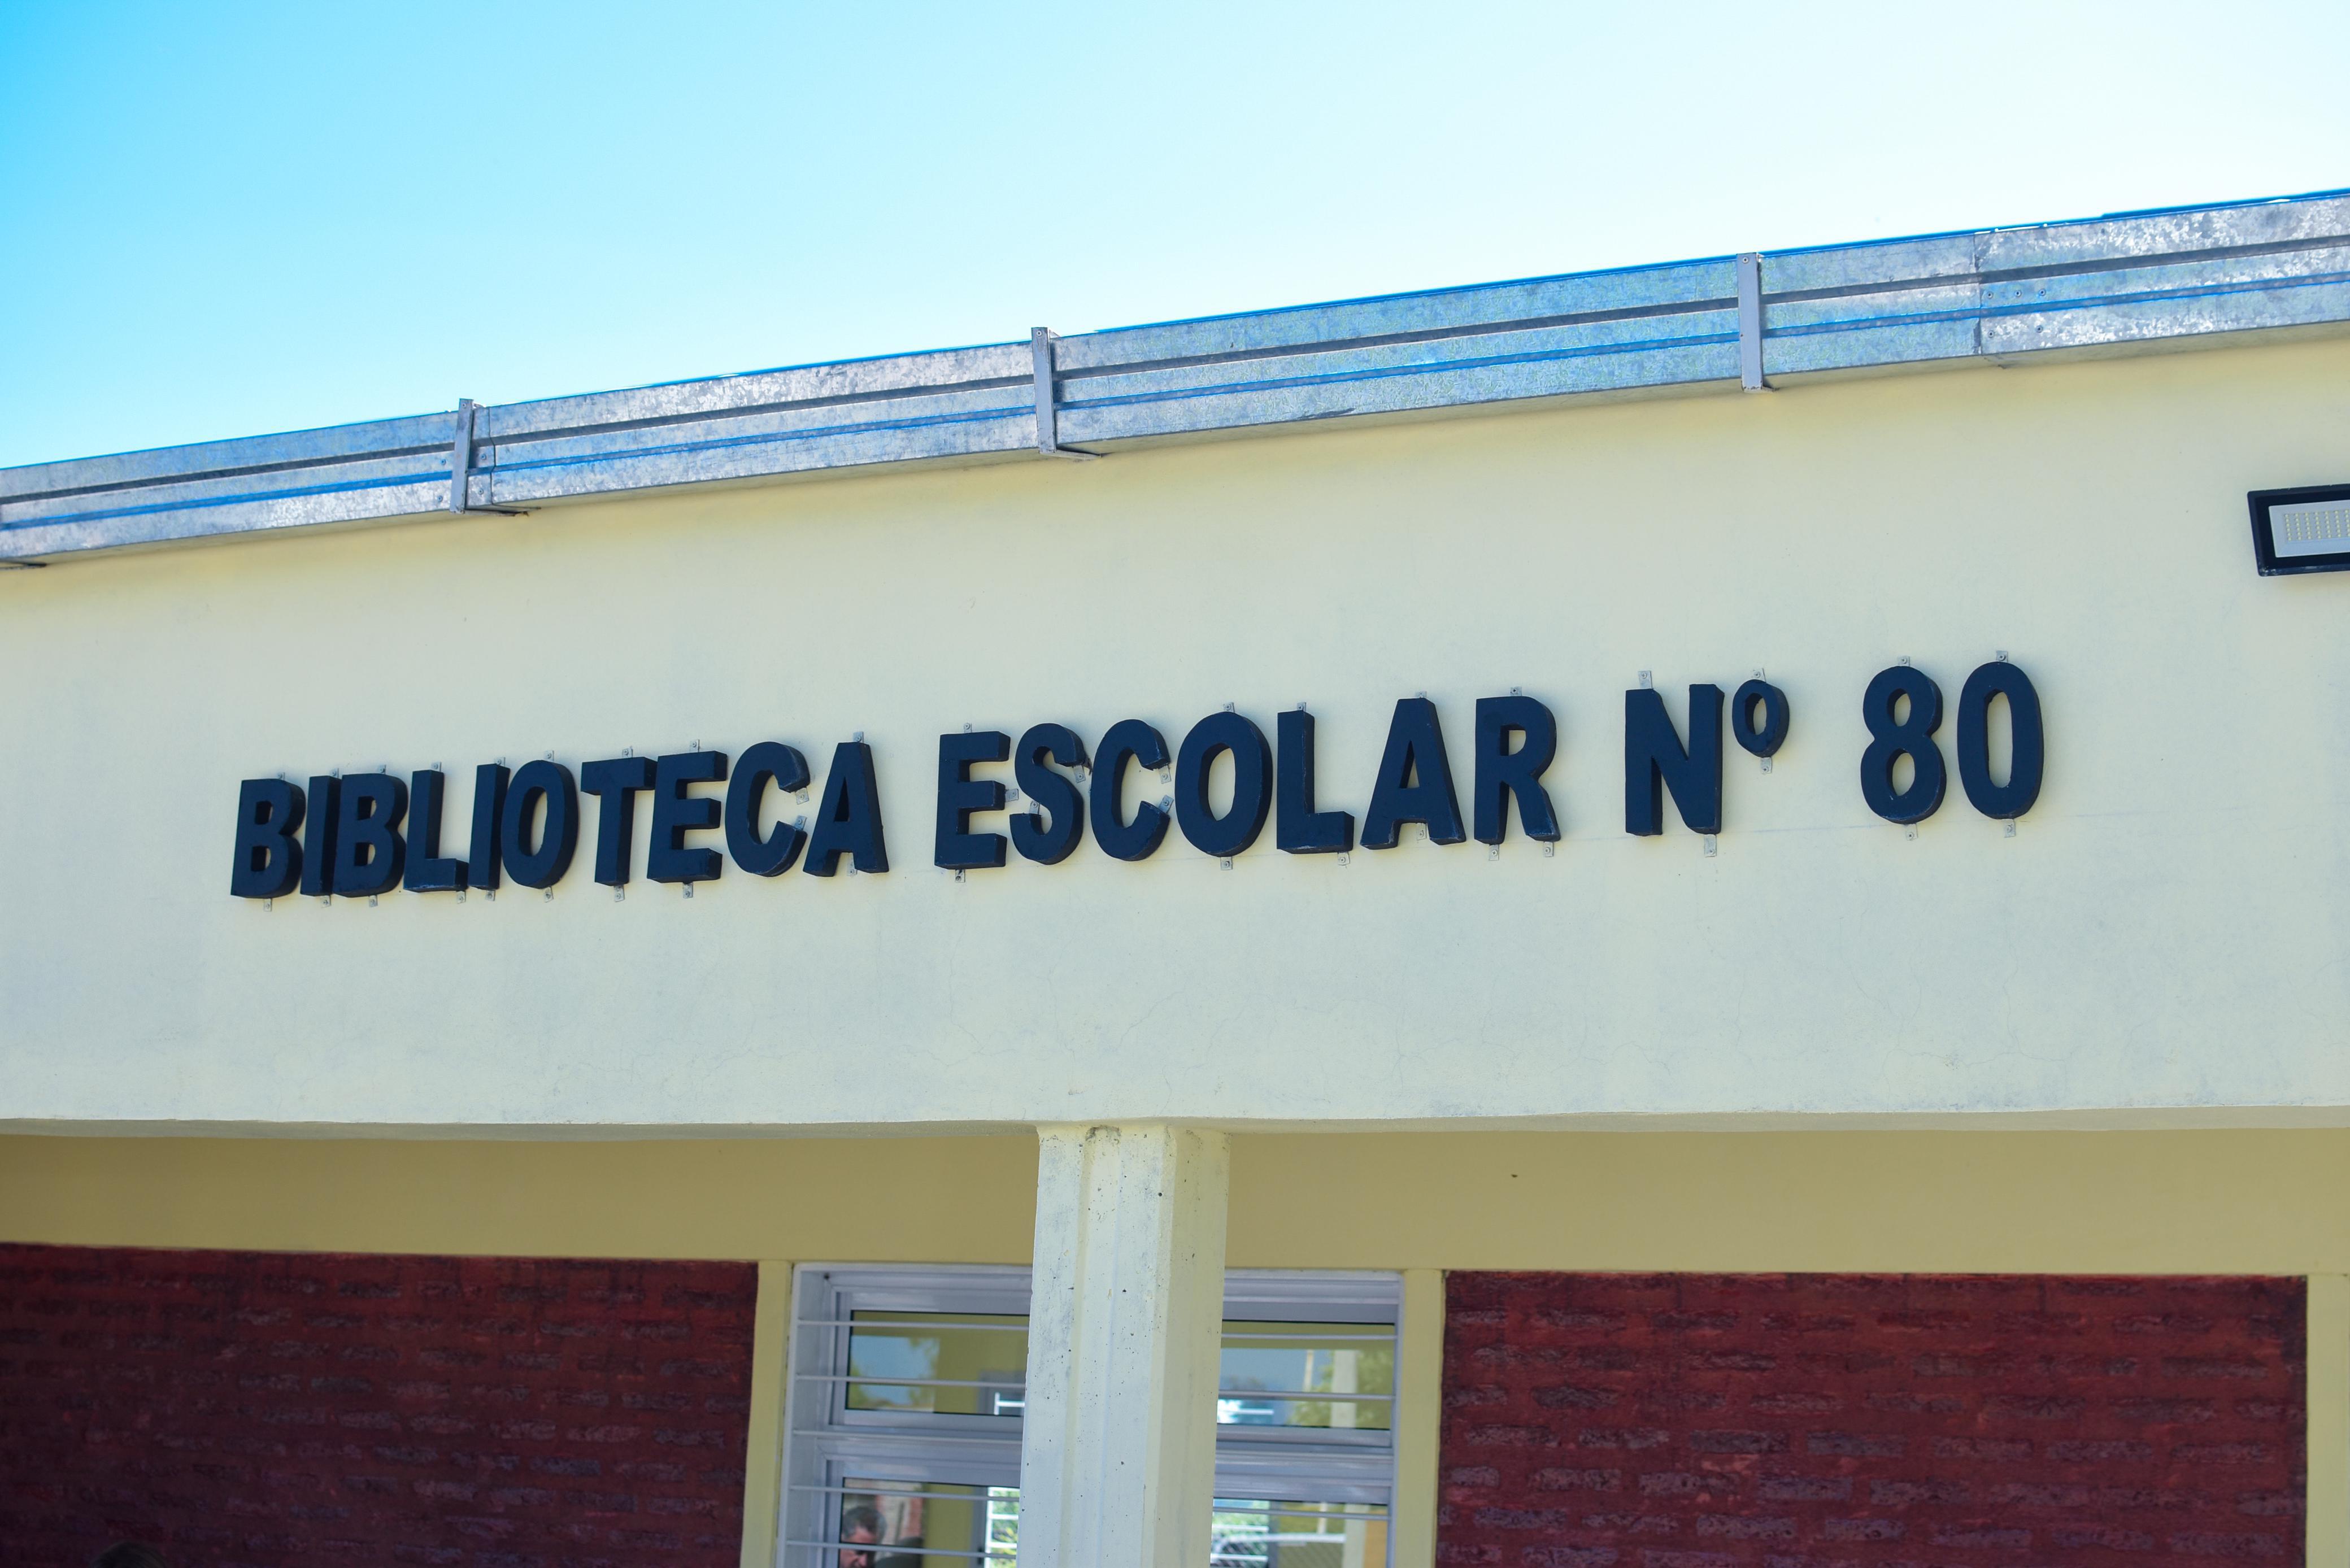 BIBLIOTECA ESCOLAR Nº 80